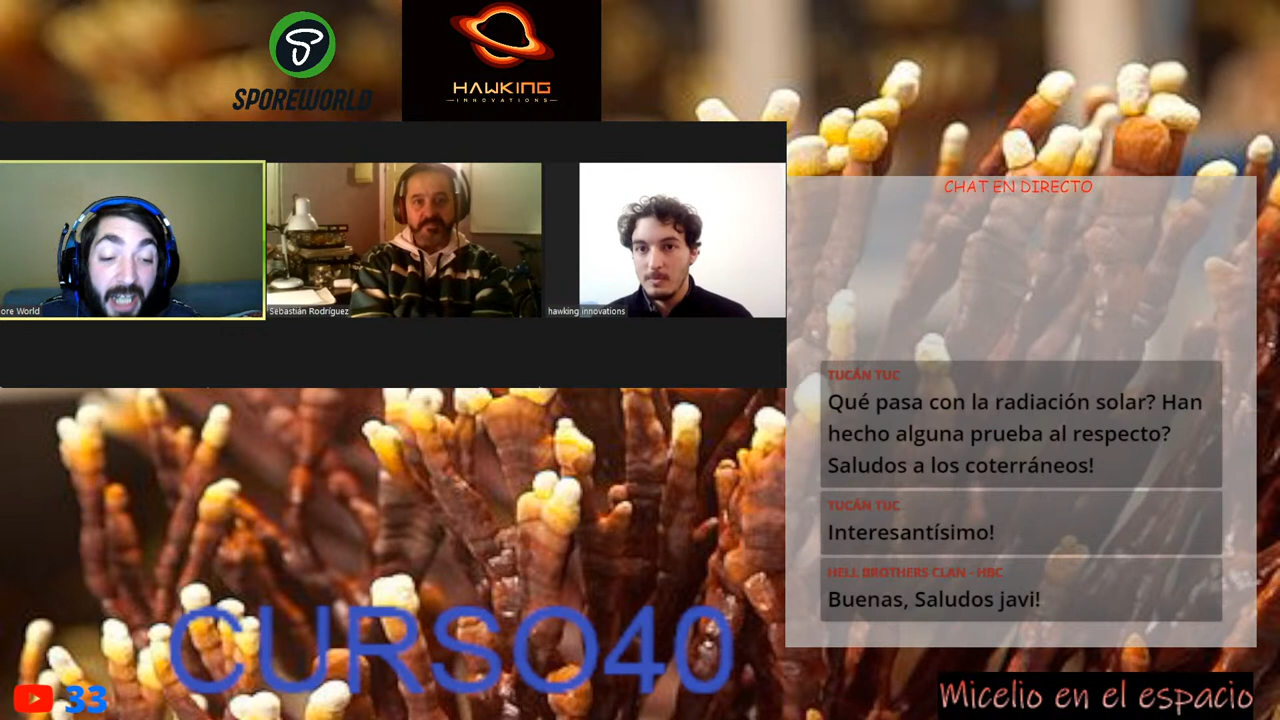 SPOREWORLD
HAWKING
INNOVATIONS
ore World
Sebastián Rodríguez
hawking innovations
CHAT EN DIRECTO
TUCÁN TUC
Qué pasa con la radiación solar? Han
hecho alguna prueba al respecto?
Saludos a los coterráneos!
TUCÁN TUC
Interesantísimo!
HELL BROTHERS CLAN - HBC
Buenas, Saludos javi!
CURSO40
33
Micelio en el espacio